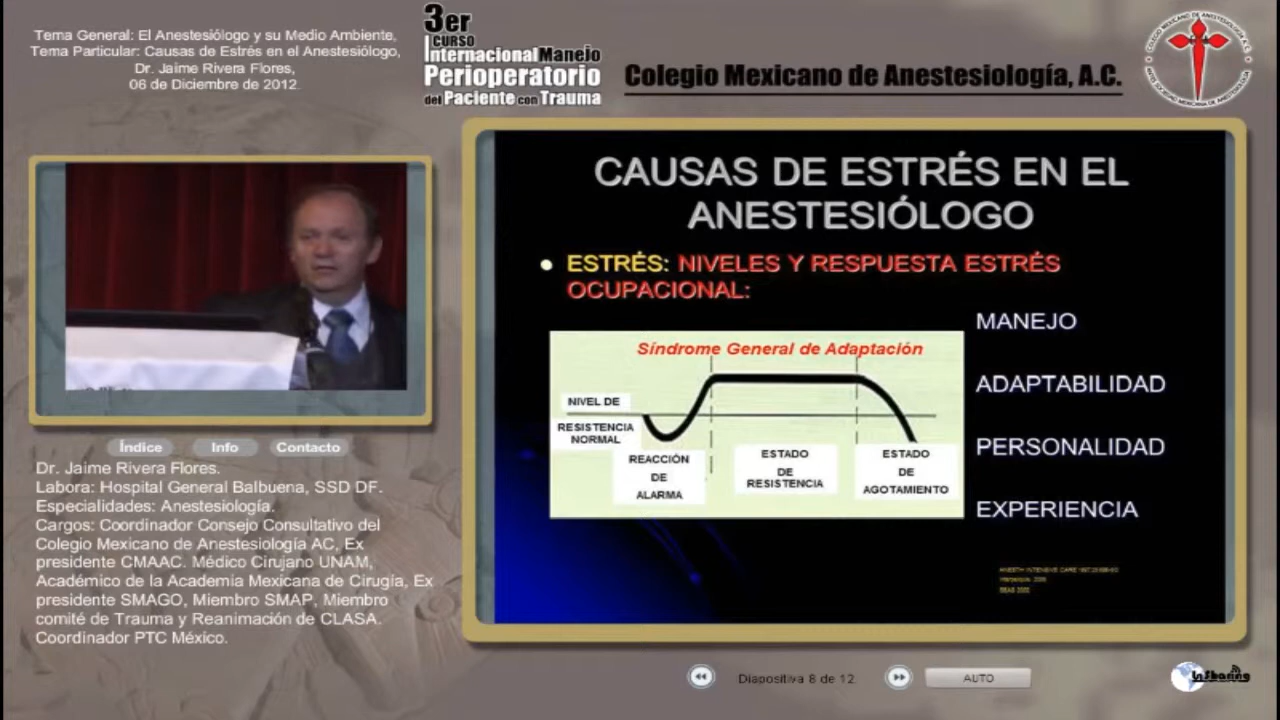 Tema General: El Anestesiólogo y su Medio Ambiente,
Tema Particular: Causas de Estrés en el Anestesiólogo,
Dr. Jaime Rivera Flores,
06 de Diciembre de 2012.
3er
CURSO
Internacional Manejo
Perioperatorio
del Paciente con Trauma
Colegio Mexicano de Anestesiología, A.C.
CAUSAS DE ESTRÉS EN EL
ANESTESIÓLOGO
• ESTRÉS: NIVELES Y RESPUESTA ESTRÉS
OCUPACIONAL:
Síndrome General de Adaptación
NIVEL DE
RESISTENCIA
NORMAL
REACCIÓN
DE
ALARMA
ESTADO
DE
RESISTENCIA
ESTADO
DE
AGOTAMIENTO
MANEJO
ADAPTABILIDAD
PERSONALIDAD
EXPERIENCIA
Índice
Info
Contacto
Dr. Jaime Rivera Flores.
Labora: Hospital General Balbuena, SSD DF.
Especialidades: Anestesiología.
Cargos: Coordinador Consejo Consultativo del
Colegio Mexicano de Anestesiología AC, Ex
presidente CMAAC. Médico Cirujano UNAM,
Académico de la Academia Mexicana de Cirugía, Ex
presidente SMAGO, Miembro SMAP, Miembro
comité de Trauma y Reanimación de CLASA.
Coordinador PTC México.
Diapositiva 8 de 12
AUTO
InSharing